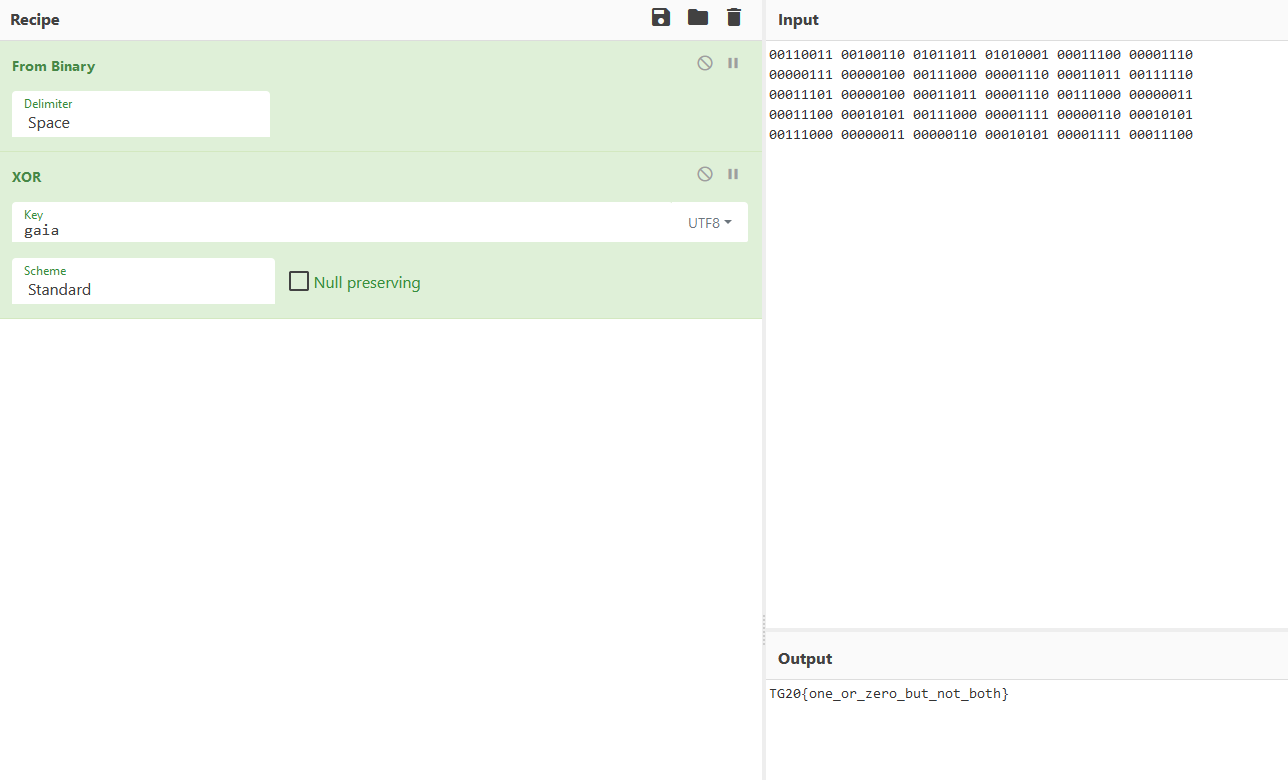 Recipe
From Binary
Delimiter
Space
XOR
Key
gaia
UTF8
Scheme
Standard
Null preserving
Input
00110011 00100110 01011011 01010001 00011100 00001110
00000111 00000100 00111000 00001110 00011011 00111110
00011101 00000100 00011011 00001110 00111000 00000011
00011100 00010101 00111000 00001111 00000110 00010101
00111000 00000011 00000110 00010101 00001111 00011100
Output
TG20{one_or_zero_but_not_both}